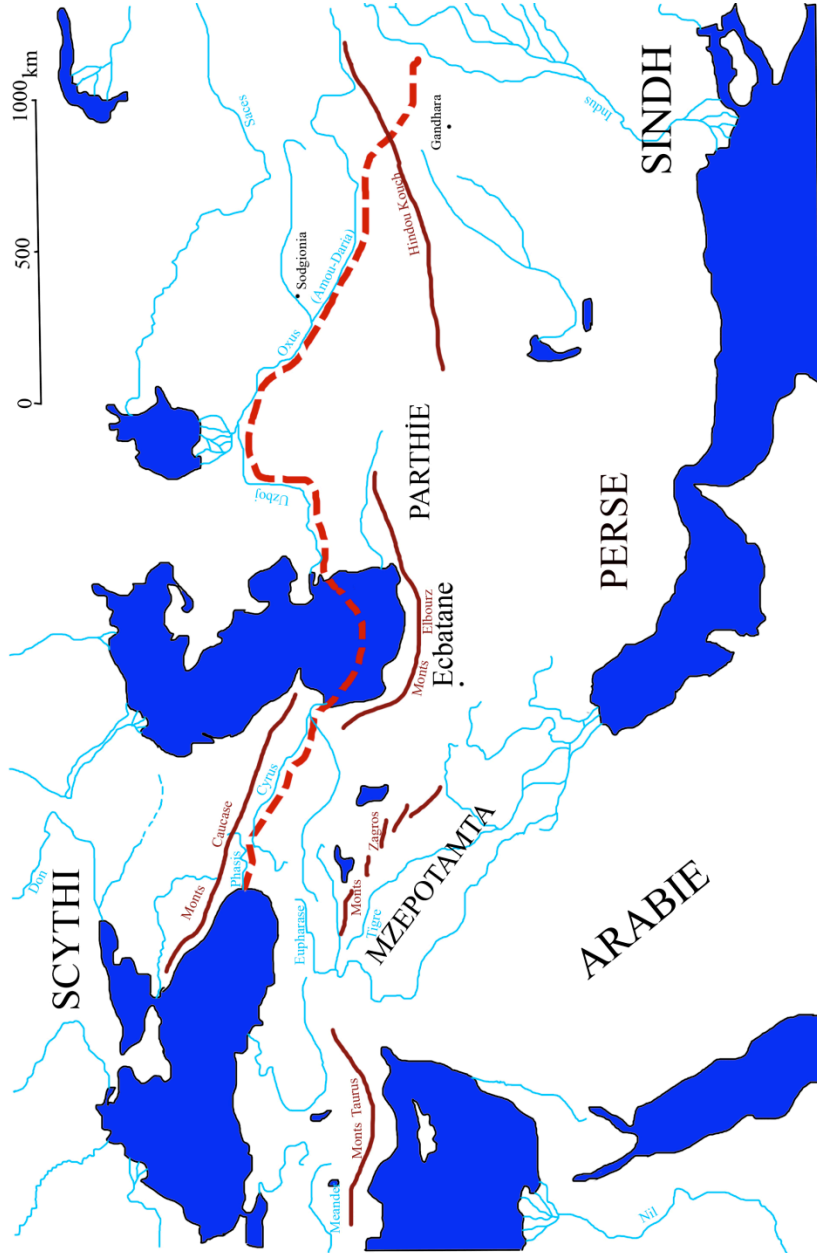 0 500 1000 km
Don
SCYTHI
Saces
Monts Caucase
Phasis
Cyrus
Uzboj
Oxus
(Amou-Daria)
Sodgionia
Hindou Kouch
Gandhara
Indus
SINDH
PARTHİE
Monts Elbourz
Ecbatane
PERSE
Meandre
Monts Taurus
Eupharase
Monts Zagros
Tigre
MZEPOTAMTA
ARABIE
Nil